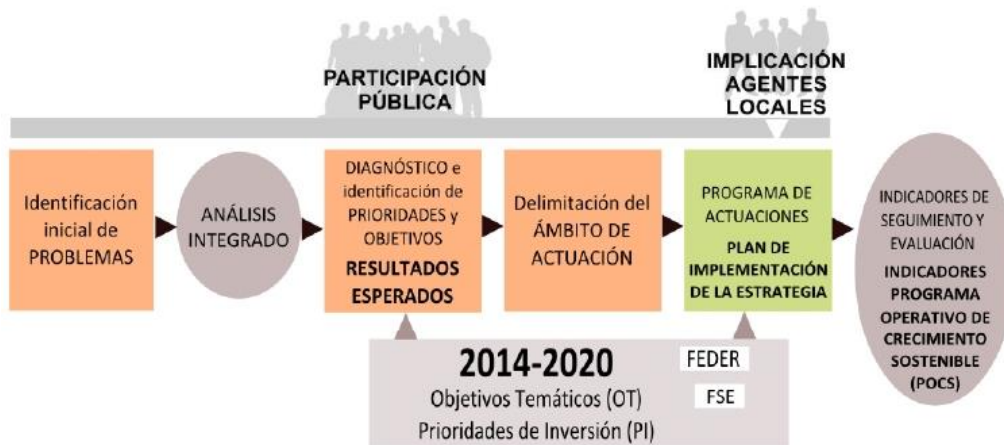 PARTICIPACIÓN
PÚBLICA
IMPLICACIÓN
AGENTES
LOCALES
Identificación
inicial de
PROBLEMAS
ANÁLISIS
INTEGRADO
DIAGNÓSTICO e
identificación de
PRIORIDADES y
OBJETIVOS
RESULTADOS
ESPERADOS
Delimitación del
ÁMBITO DE
ACTUACIÓN
PROGRAMA DE
ACTUACIONES
PLAN DE
IMPLEMENTACIÓN
DE LA ESTRATEGIA
INDICADORES DE
SEGUIMIENTO Y
EVALUACIÓN
INDICADORES
PROGRAMA
OPERATIVO DE
CRECIMIENTO
SOSTENIBLE
(POCS)
2014-2020
Objetivos Temáticos (OT)
Prioridades de Inversión (PI)
FEDER
FSE